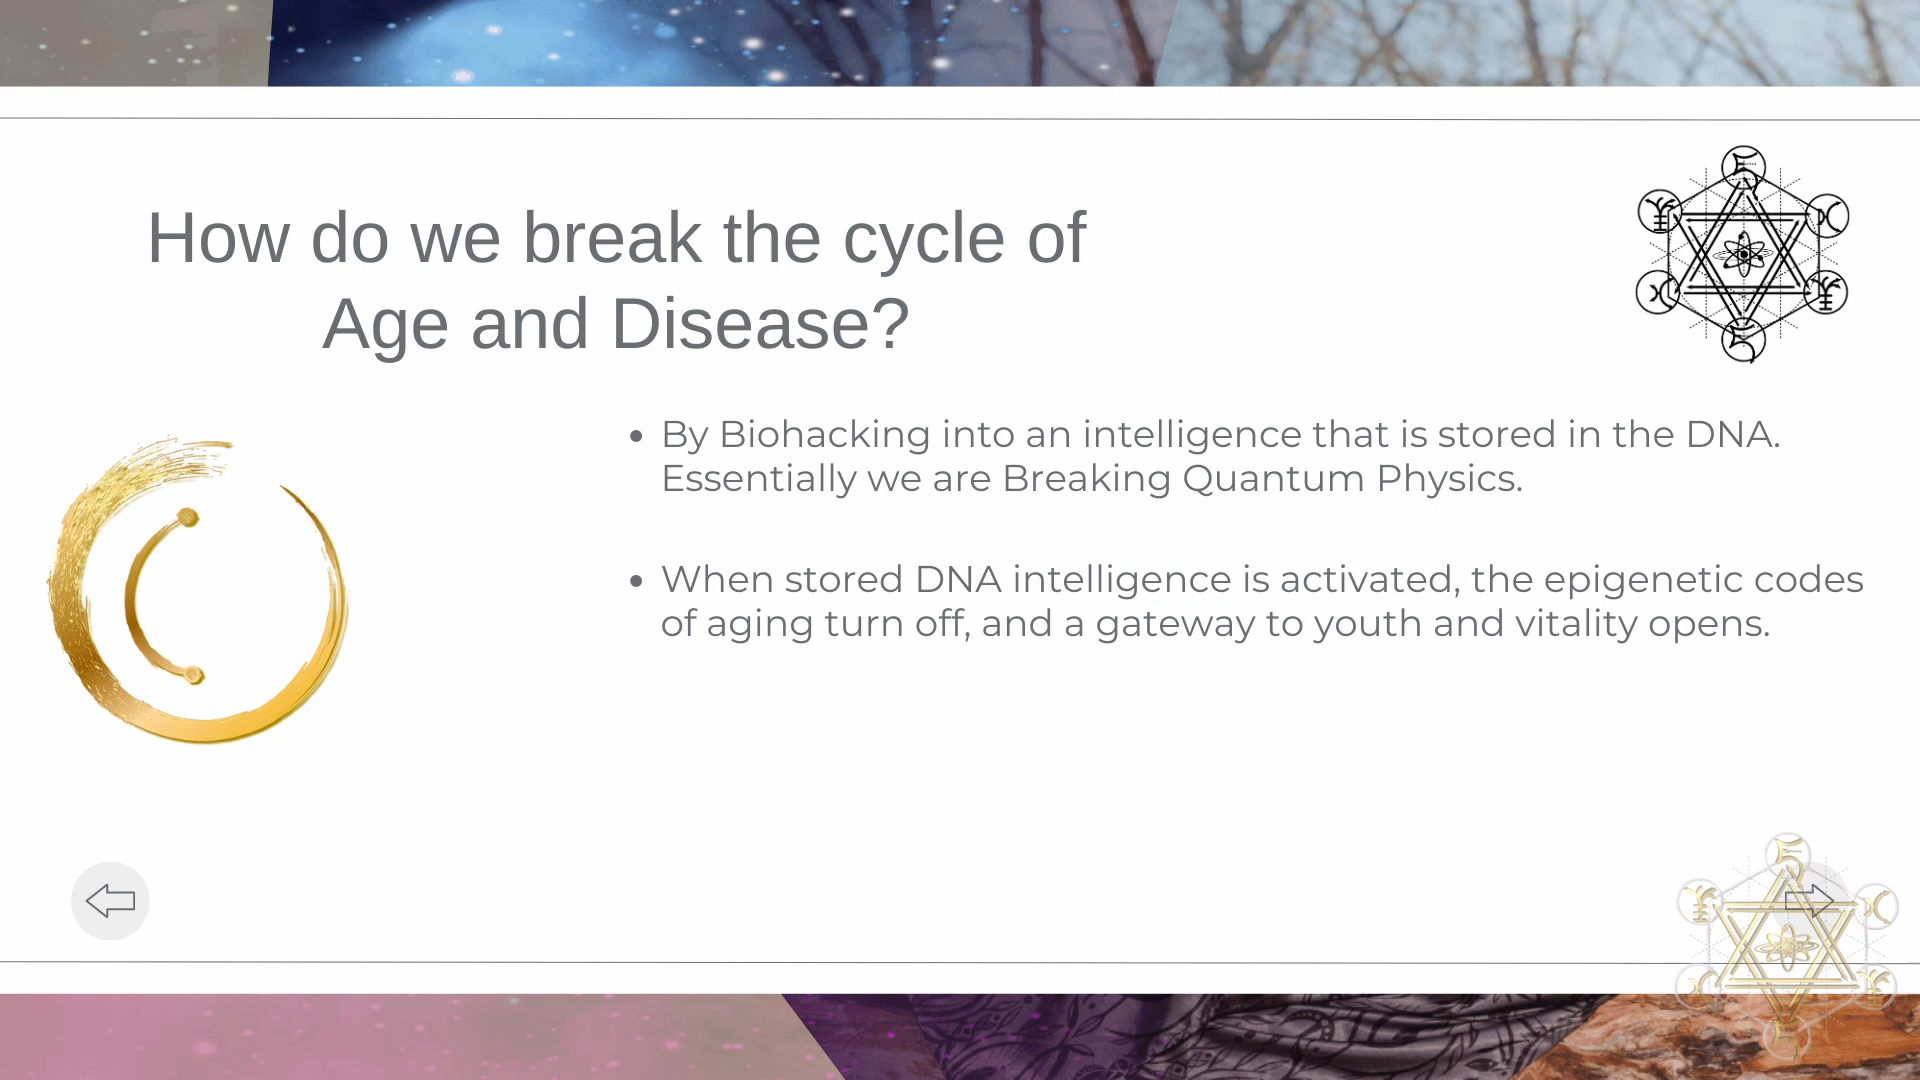 How do we break the cycle of
Age and Disease?
• By Biohacking into an intelligence that is stored in the DNA.
Essentially we are Breaking Quantum Physics.
• When stored DNA intelligence is activated, the epigenetic codes
of aging turn off, and a gateway to youth and vitality opens.